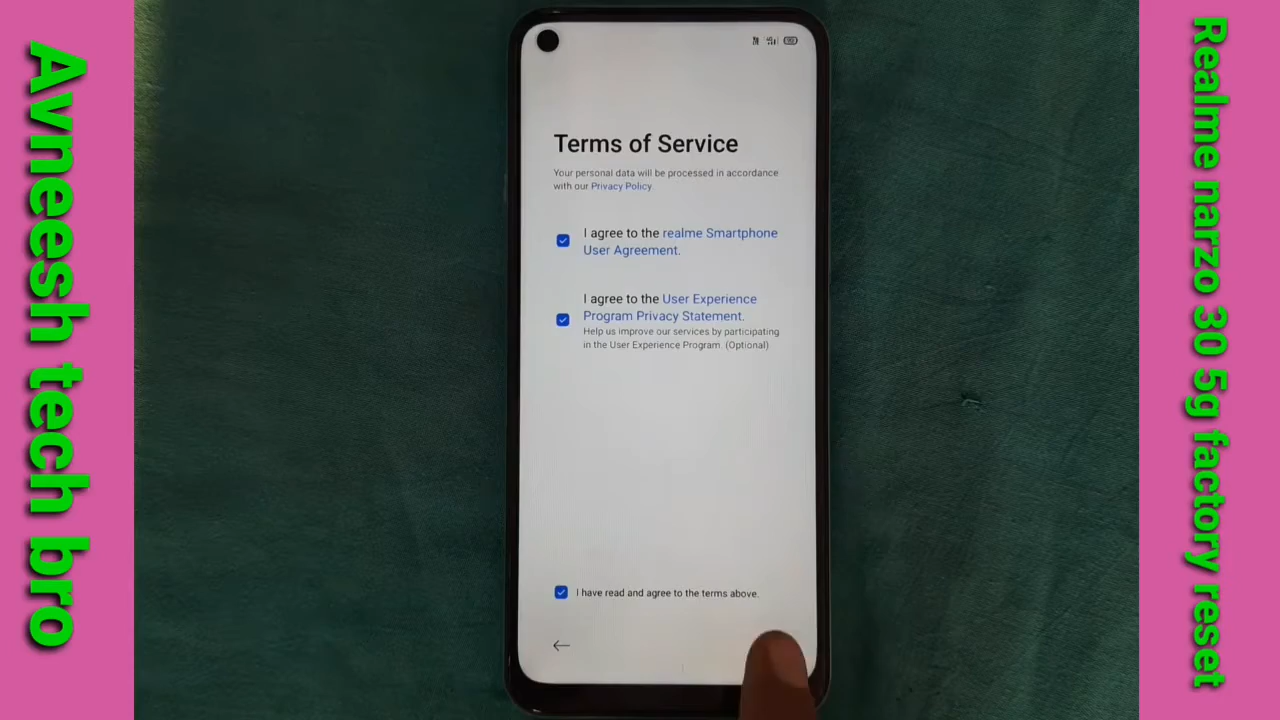 Avneesh tech bro
Terms of Service
Your personal data will be processed in accordance
with our Privacy Policy.
I agree to the realme Smartphone
User Agreement.
I agree to the User Experience
Program Privacy Statement.
Help us improve our services by participating
in the User Experience Program. (Optional)
I have read and agree to the terms above.
Realme narzo 30 5g factory reset